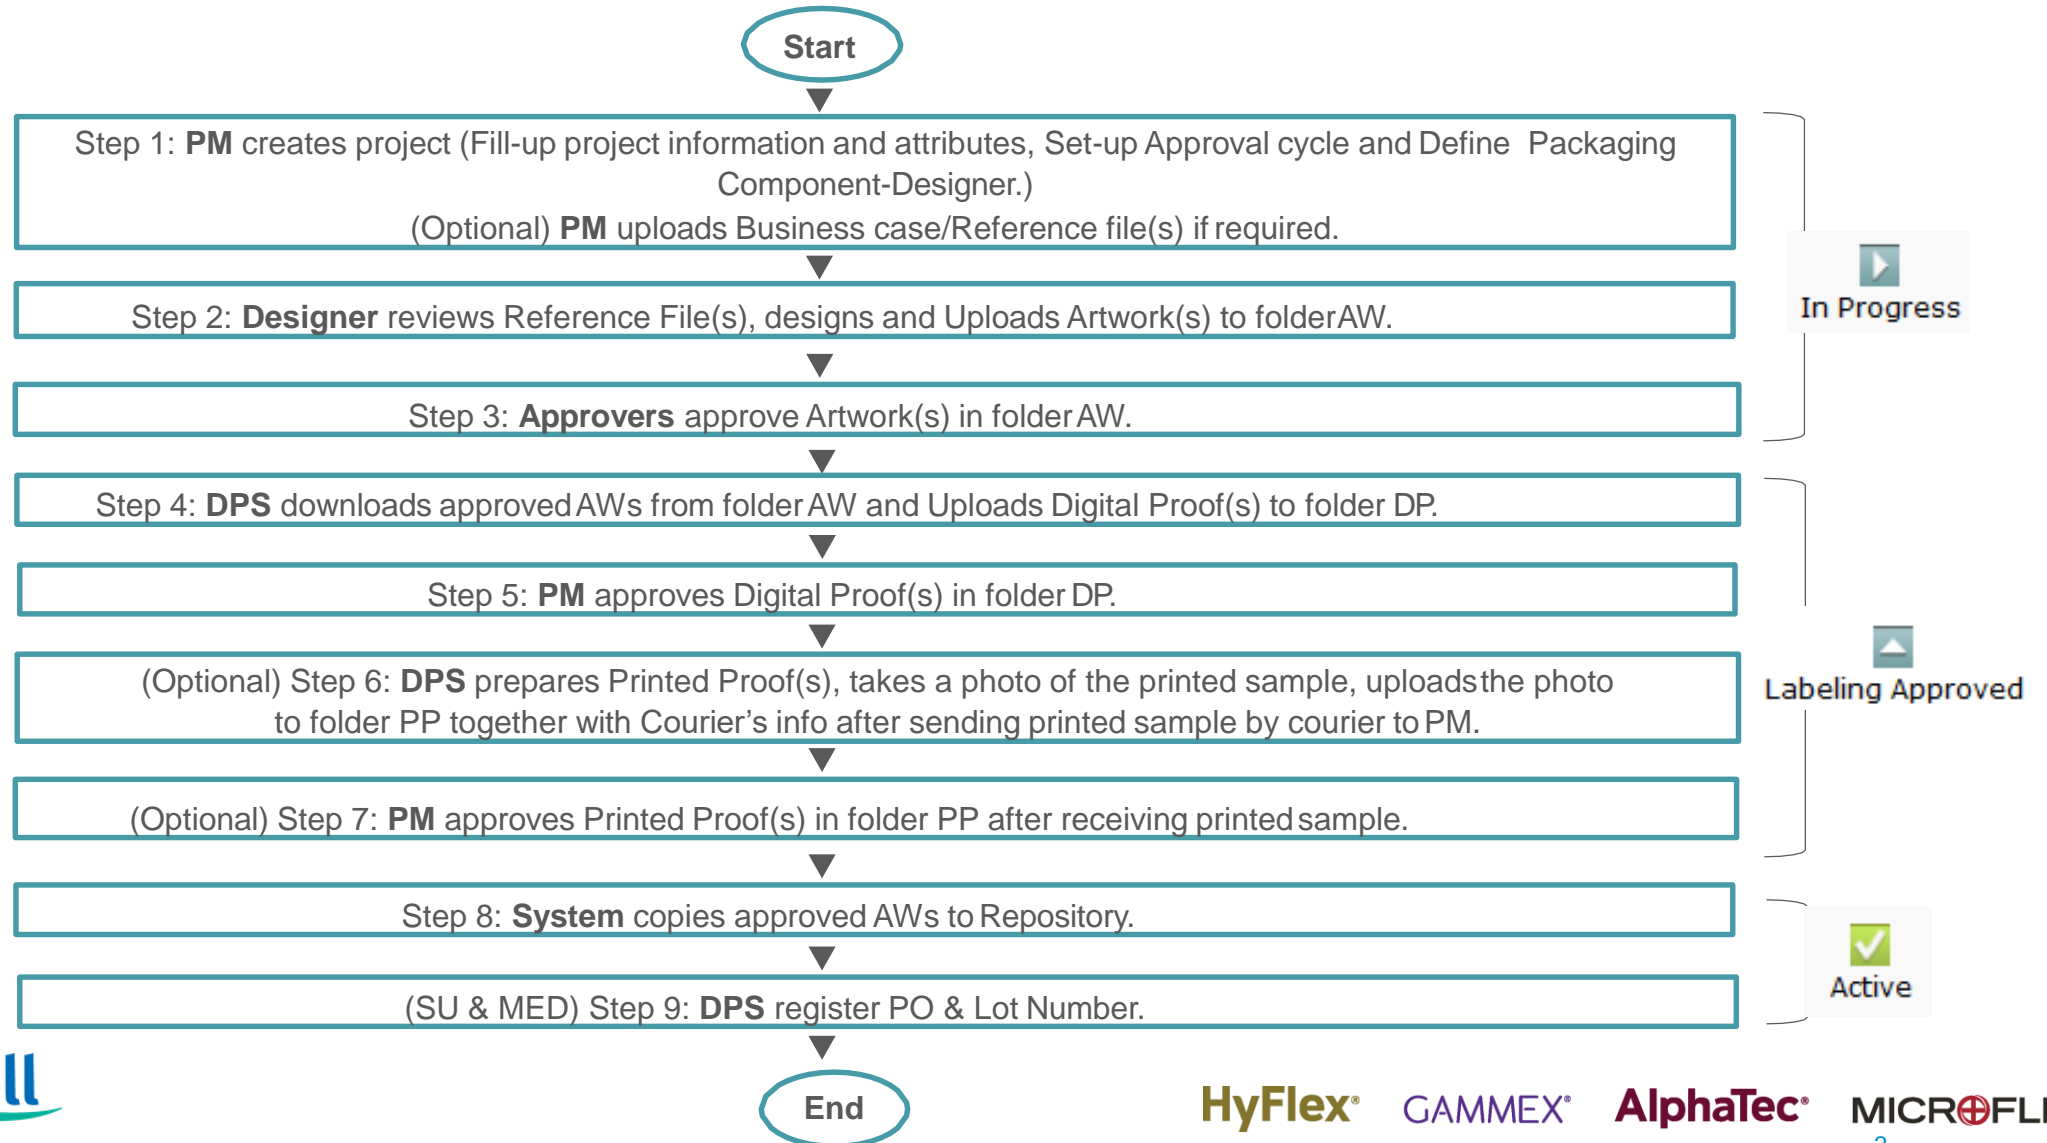 Start
Step 1: PM creates project (Fill-up project information and attributes, Set-up Approval cycle and Define Packaging
Component-Designer.)
(Optional) PM uploads Business case/Reference file(s) if required.
Step 2: Designer reviews Reference File(s), designs and Uploads Artwork(s) to folder AW.
In Progress
Step 3: Approvers approve Artwork(s) in folder AW.
Step 4: DPS downloads approved AWs from folder AW and Uploads Digital Proof(s) to folder DP.
Step 5: PM approves Digital Proof(s) in folder DP.
(Optional) Step 6: DPS prepares Printed Proof(s), takes a photo of the printed sample, uploads the photo
to folder PP together with Courier’s info after sending printed sample by courier to PM.
Labeling Approved
(Optional) Step 7: PM approves Printed Proof(s) in folder PP after receiving printed sample.
Step 8: System copies approved AWs to Repository.
Active
(SU & MED) Step 9: DPS register PO & Lot Number.
End
ll
HyFlex® GAMMEX® AlphaTec® MICROFLE